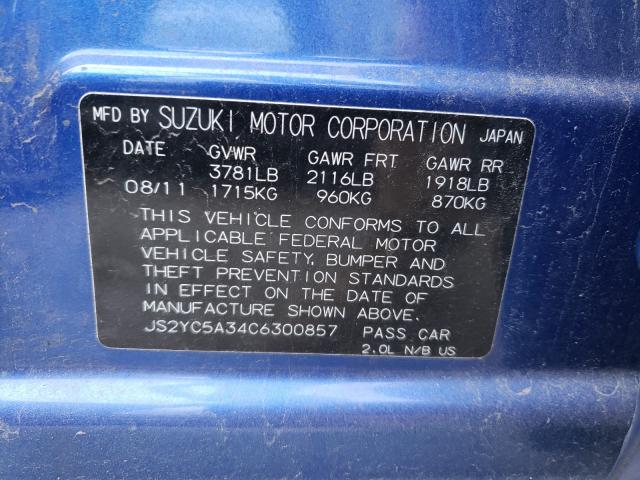 MFD BY SUZUKI MOTOR CORPORATION JAPAN
DATE GVWR GAWR FRT GAWR RR
3781LB 2116LB 1918LB
08/11 1715KG 960KG 870KG
THIS VEHICLE CONFORMS TO ALL
APPLICABLE FEDERAL MOTOR
VEHICLE SAFETY, BUMPER AND
THEFT PREVENTION STANDARDS
IN EFFECT ON THE DATE OF
MANUFACTURE SHOWN ABOVE.
JS2YC5A34C6300857 PASS CAR
2.0L N/B US